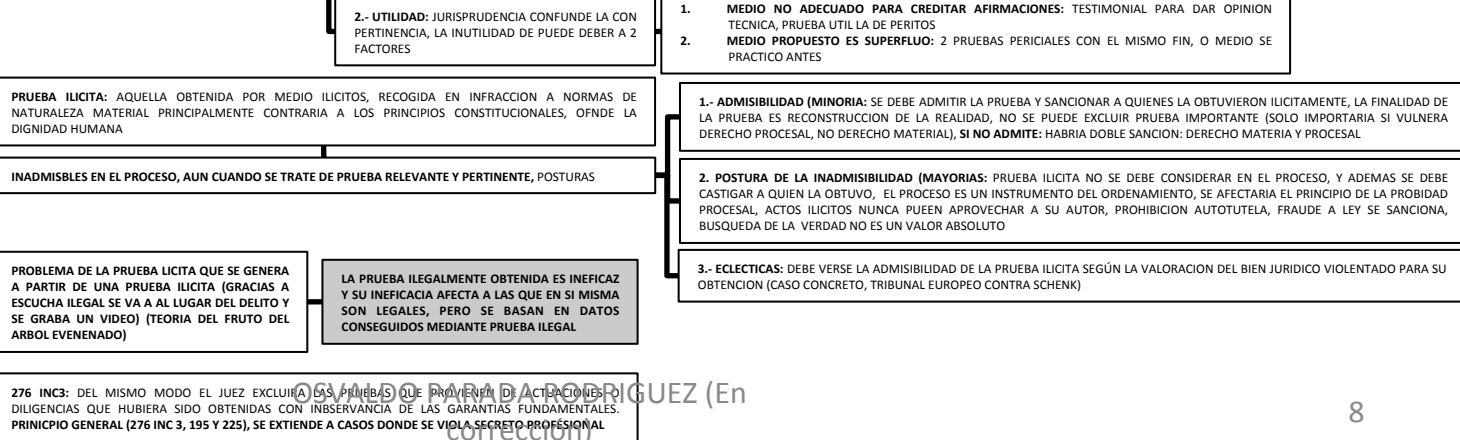 2.- UTILIDAD: JURISPRUDENCIA CONFUNDE LA CON
PERTINENCIA, LA INUTILIDAD DE PUEDE DEBER A 2
FACTORES
1. MEDIO NO ADECUADO PARA CREDITAR AFIRMACIONES: TESTIMONIAL PARA DAR OPINION
TECNICA, PRUEBA UTIL LA DE PERITOS
2. MEDIO PROPUESTO ES SUPERFLUO: 2 PRUEBAS PERICIALES CON EL MISMO FIN, O MEDIO SE
PRACTICO ANTES
PRUEBA ILICITA: AQUELLA OBTENIDA POR MEDIO ILICITOS, RECOGIDA EN INFRACCION A NORMAS DE
NATURALEZA MATERIAL PRINCIPALMENTE CONTRARIA A LOS PRINCIPIOS CONSTITUCIONALES, OFNDE LA
DIGNIDAD HUMANA
INADMISBLES EN EL PROCESO, AUN CUANDO SE TRATE DE PRUEBA RELEVANTE Y PERTINENTE, POSTURAS
1.- ADMISIBILIDAD (MINORIA: SE DEBE ADMITIR LA PRUEBA Y SANCIONAR A QUIENES LA OBTUVIERON ILICITAMENTE, LA FINALIDAD DE
LA PRUEBA ES RECONSTRUCCION DE LA REALIDAD, NO SE PUEDE EXCLUIR PRUEBA IMPORTANTE (SOLO IMPORTARIA SI VULNERA
DERECHO PROCESAL, NO DERECHO MATERIAL), SI NO ADMITE: HABRIA DOBLE SANCION: DERECHO MATERIA Y PROCESAL
2. POSTURA DE LA INADMISIBILIDAD (MAYORIAS: PRUEBA ILICITA NO SE DEBE CONSIDERAR EN EL PROCESO, Y ADEMAS SE DEBE
CASTIGAR A QUIEN LA OBTUVO, EL PROCESO ES UN INSTRUMENTO DEL ORDENAMIENTO, SE AFECTARIA EL PRINCIPIO DE LA PROBIDAD
PROCESAL, ACTOS ILICITOS NUNCA PUEEN APROVECHAR A SU AUTOR, PROHIBICION AUTOTUTELA, FRAUDE A LEY SE SANCIONA,
BUSQUEDA DE LA VERDAD NO ES UN VALOR ABSOLUTO
3.- ECLECTICAS: DEBE VERSE LA ADMISIBILIDAD DE LA PRUEBA ILICITA SEGÚN LA VALORACION DEL BIEN JURIDICO VIOLENTADO PARA SU
OBTENCION (CASO CONCRETO, TRIBUNAL EUROPEO CONTRA SCHENK)
PROBLEMA DE LA PRUEBA LICITA QUE SE GENERA
A PARTIR DE UNA PRUEBA ILICITA (GRACIAS A
ESCUCHA ILEGAL SE VA A AL LUGAR DEL DELITO Y
SE GRABA UN VIDEO) (TEORIA DEL FRUTO DEL
ARBOL EVENENADO)
LA PRUEBA ILEGALMENTE OBTENIDA ES INEFICAZ
Y SU INEFICACIA AFECTA A LAS QUE EN SI MISMA
SON LEGALES, PERO SE BASAN EN DATOS
CONSEGUIDOS MEDIANTE PRUEBA ILEGAL
276 INC3: DEL MISMO MODO EL JUEZ EXCLUIRA LAS PRUEBAS QUE PROVIENEN DE ACTUACIONES O
DILIGENCIAS QUE HUBIERA SIDO OBTENIDAS CON INBSERVANCIA DE LAS GARANTIAS FUNDAMENTALES.
PRINICPIO GENERAL (276 INC 3, 195 Y 225), SE EXTIENDE A CASOS DONDE SE VIOLA SECRETO PROFESIONAL
OSVALDO PARADA RODRIGUEZ (En
corrección)
8